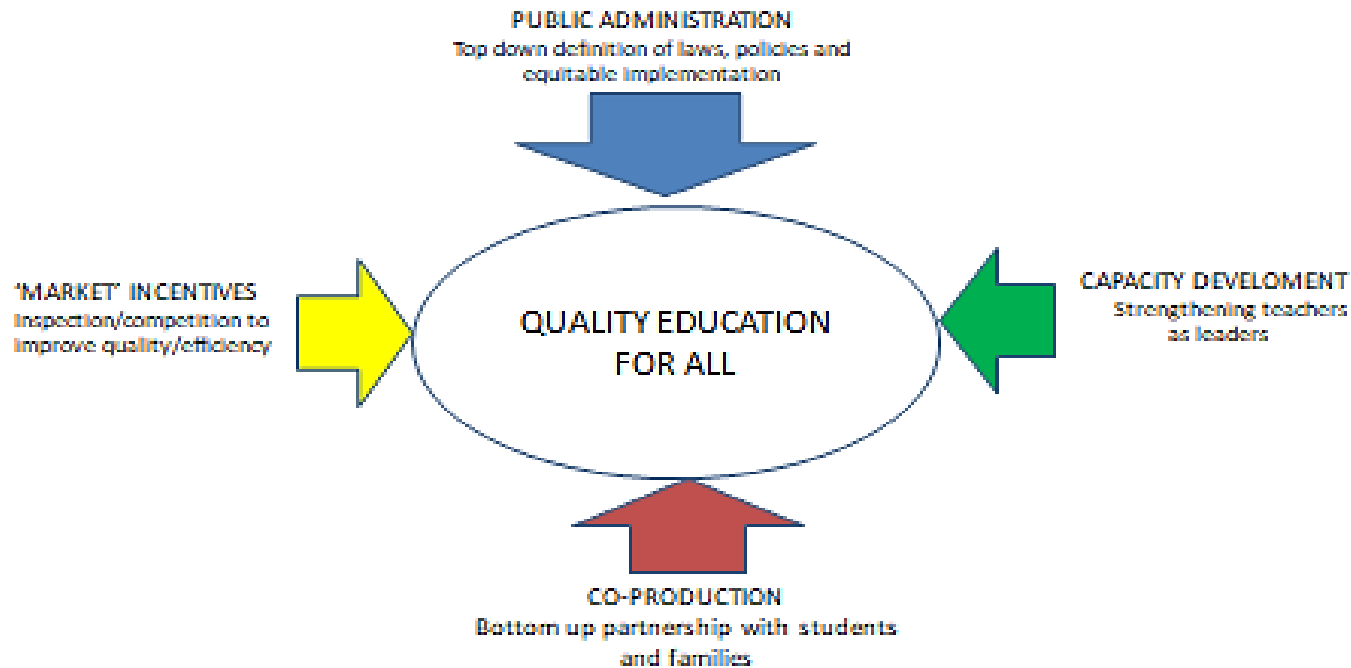 PUBLIC ADMINISTRATION
Top down definition of laws, policies and
equitable implementation
'MARKET' INCENTIVES
Inspection/competition to
improve quality/efficiency
QUALITY EDUCATION
FOR ALL
CAPACITY DEVELOMENT
Strengthening teachers
as leaders
CO-PRODUCTION
Bottom up partnership with students
and families